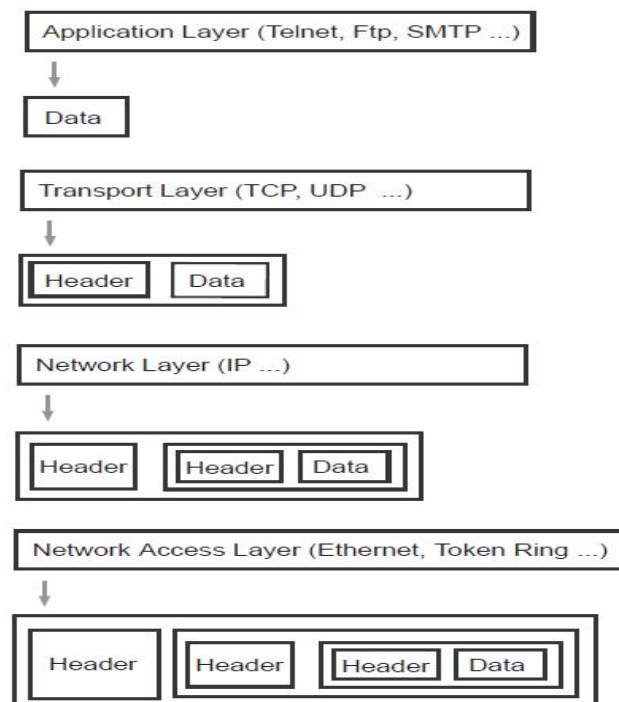 Application Layer (Telnet, Ftp, SMTP ...)
Data
Transport Layer (TCP, UDP ...)
Header Data
Network Layer (IP ...)
Header Header Data
Network Access Layer (Ethernet, Token Ring ...)
Header Header Header Data